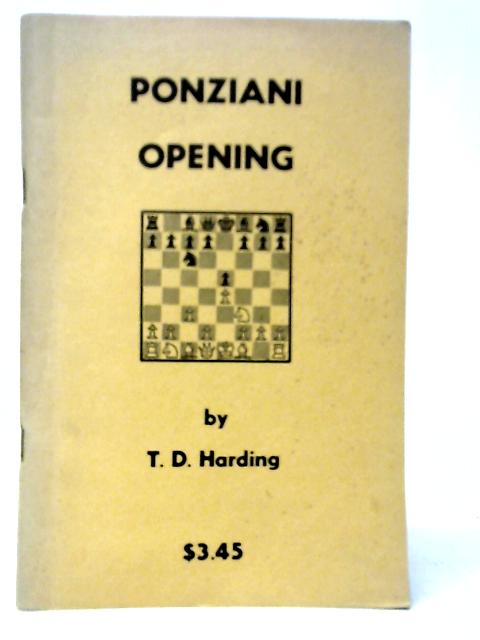 PONZIANI
OPENING
by
T. D. Harding
$3.45